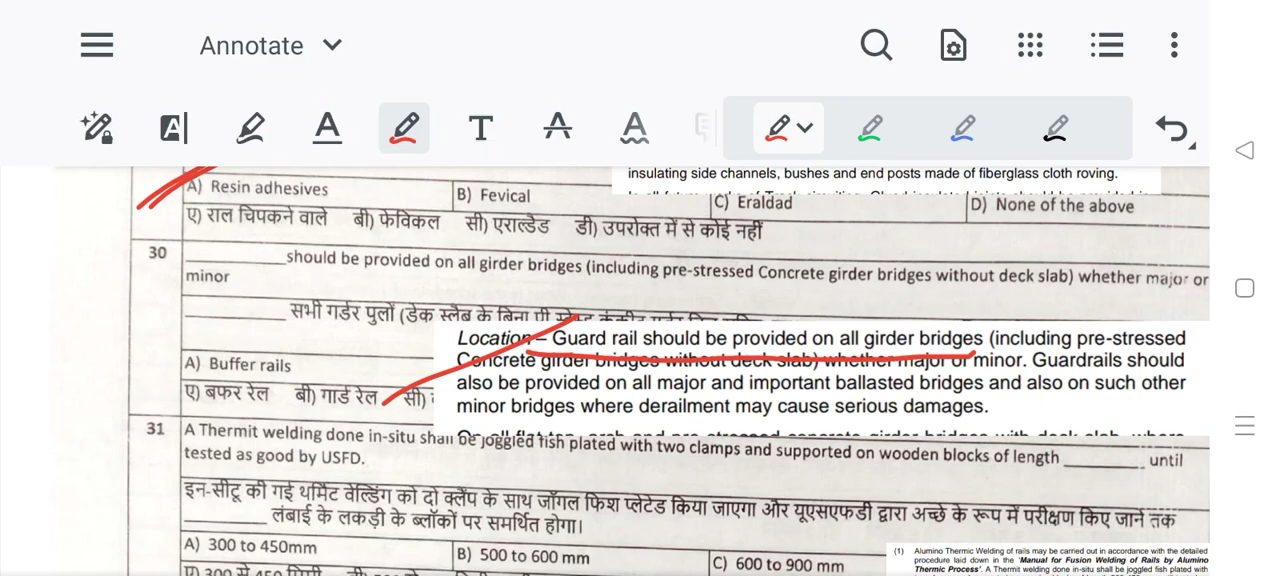 Annotate
A
T
A
A
insulating side channels, bushes and end posts made of fiberglass cloth roving.
A) Resin adhesives B) Fevical C) Eraldad D) None of the above
ए) राल चिपकने वाले बी) फेविकल सी) एराल्डैड डी) उपरोक्त में से कोई नहीं
30 ________should be provided on all girder bridges (including pre-stressed Concrete girder bridges without deck slab) whether major or
minor
________ सभी गर्डर पुलों (डेक स्लैब के बिना
Location – Guard rail should be provided on all girder bridges (including pre-stressed
Concrete girder bridges without deck slab) whether major or minor. Guardrails should
also be provided on all major and important ballasted bridges and also on such other
minor bridges where derailment may cause serious damages.
A) Buffer rails
ए) बफर रेल बी) गार्ड रेल सी)
31 A Thermit welding done in-situ shall be joggled fish plated with two clamps and supported on wooden blocks of length ________ until
tested as good by USFD.
इन-सीटू की गई थर्मिट वेल्डिंग को दो क्लैंप के साथ जॉगल फिश प्लेटेड किया जाएगा और यूएसएफडी द्वारा अच्छे के रूप में परीक्षण किए जाने तक
________ लंबाई के लकड़ी के ब्लॉकों पर समर्थित होगा।
A) 300 to 450mm B) 500 to 600 mm C) 600 to 900 mm
(1) Alumino Thermic Welding of rails may be carried out in accordance with the detailed
procedure laid down in the 'Manual for Fusion Welding of Rails by Alumino
Thermic Process'. A Thermit welding done in-situ shall be joggled fish plated with